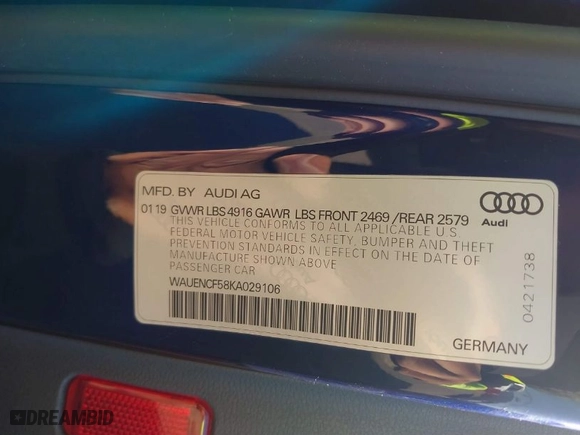 MFD. BY AUDI AG
01 19 GVWR LBS 4916 GAWR LBS FRONT 2469 / REAR 2579
THIS VEHICLE CONFORMS TO ALL APPLICABLE U S
FEDERAL MOTOR VEHICLE SAFETY, BUMPER AND THEFT
PREVENTION STANDARDS IN EFFECT ON THE DATE OF
MANUFACTURE SHOWN ABOVE
PASSENGER CAR
WAUENCF58KA029106
Audi
0421738
GERMANY
DREAMBID